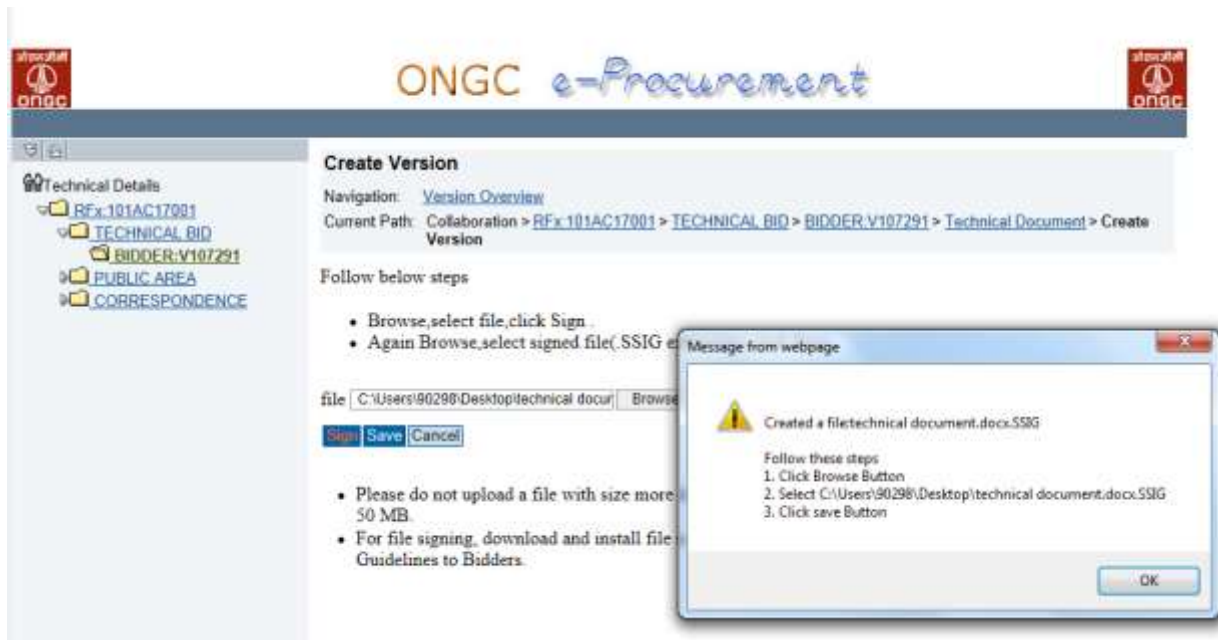 ongc
ONGC e-Procurement
ongc
Technical Details
RFx:101AC17001
TECHNICAL BID
BIDDER:V107291
PUBLIC AREA
CORRESPONDENCE
Create Version
Navigation: Version Overview
Current Path: Collaboration > RFx:101AC17001 > TECHNICAL BID > BIDDER:V107291 > Technical Document > Create
Version
Follow below steps
• Browse,select file,click Sign .
• Again Browse,select signed file(.SSIG
file C:\Users\90298\Desktop\technical docur Browse
Sign Save Cancel
• Please do not upload a file with size more
50 MB.
• For file signing, download and install file
Guidelines to Bidders.
Message from webpage
Created a file:technical document.docx.SSIG
Follow these steps
1. Click Browse Button
2. Select C:\Users\90298\Desktop\technical document.docx.SSIG
3. Click save Button
OK